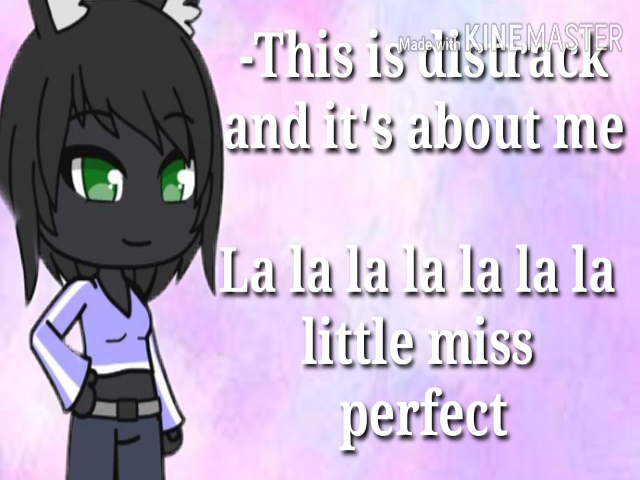 Made with KINEMASTER
-This is distrack
and it's about me
La la la la la la la
little miss
perfect